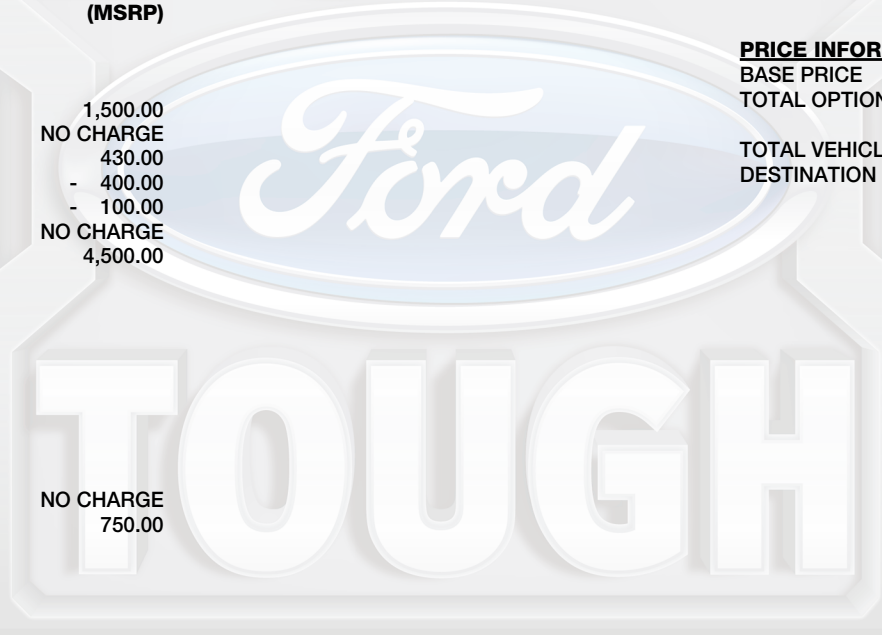 (MSRP)
1,500.00
NO CHARGE
430.00
- 400.00
- 100.00
NO CHARGE
4,500.00
NO CHARGE
750.00
PRICE INFOR
BASE PRICE
TOTAL OPTION
TOTAL VEHICL
DESTINATION
Ford
TOUGH